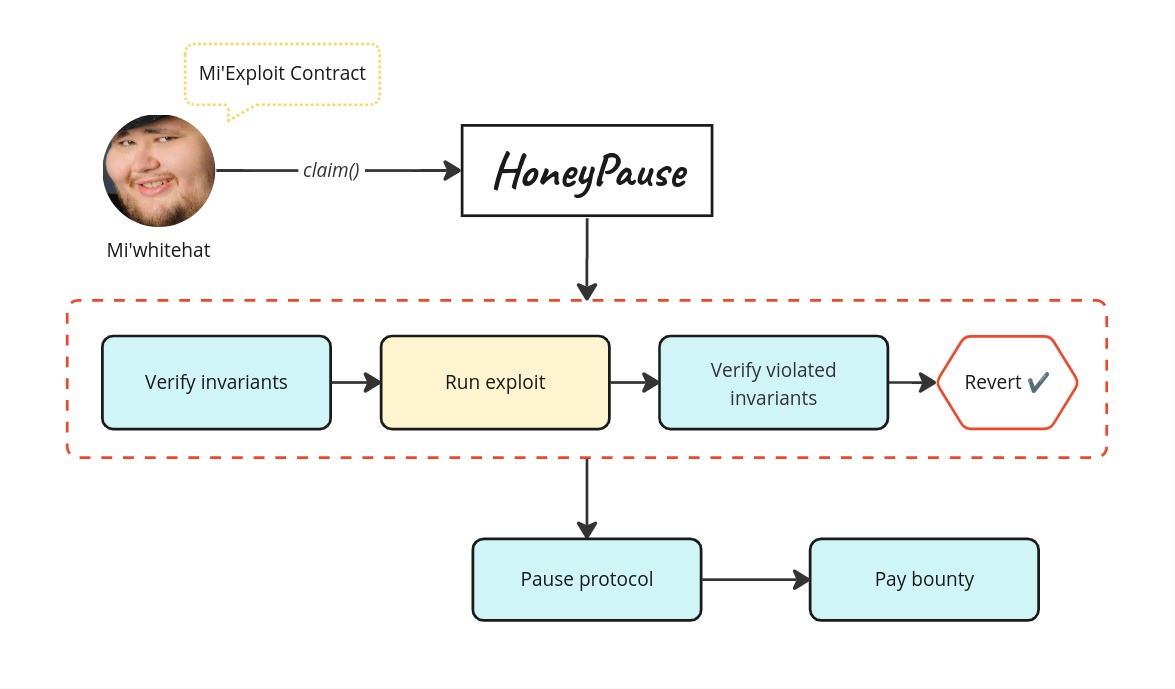 Mi'Exploit Contract
claim()
HoneyPause
Mi'whitehat
Verify invariants
Run exploit
Verify violated
invariants
Revert ✔
Pause protocol
Pay bounty